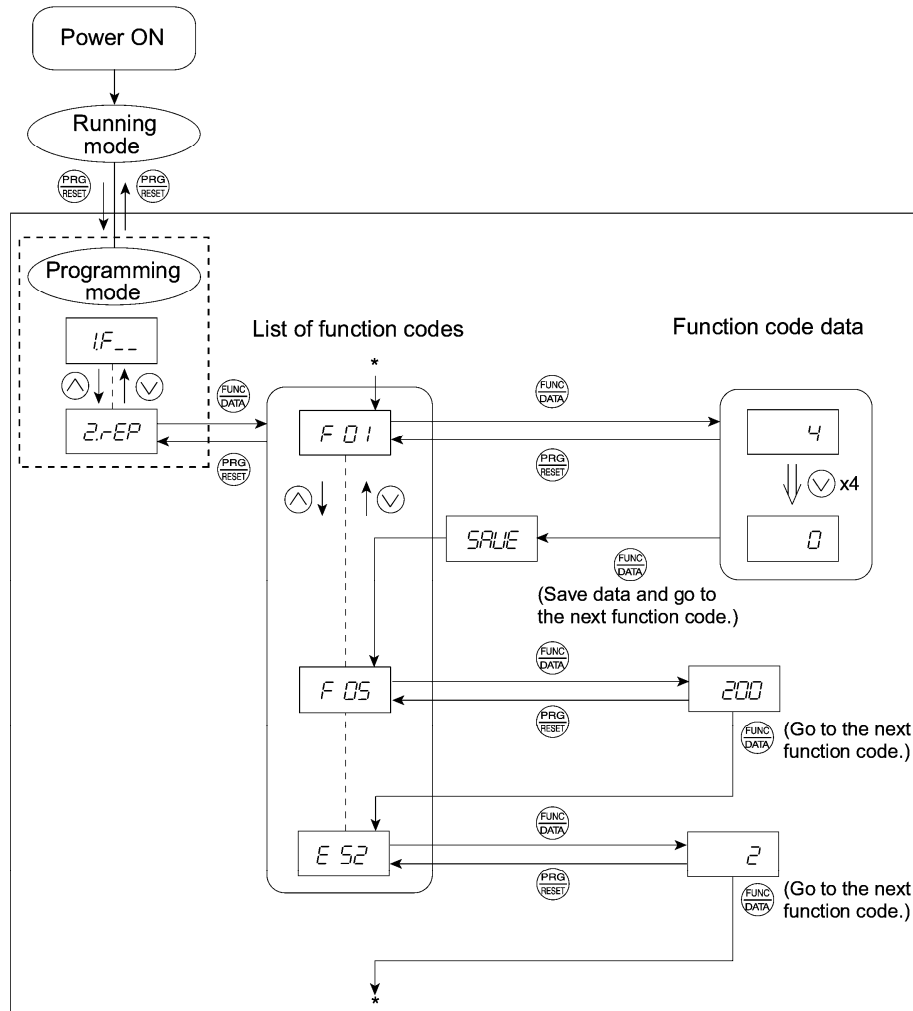 Power ON
Running
mode
PRG
RESET
PRG
RESET
Programming
mode
1.F__
2.rEP
List of function codes
Function code data
*
FUNC
DATA
PRG
RESET
F 01
FUNC
DATA
PRG
RESET
4
x4
0
SAVE
FUNC
DATA
(Save data and go to
the next function code.)
F 05
FUNC
DATA
PRG
RESET
200
FUNC
DATA
(Go to the next
function code.)
E 52
FUNC
DATA
PRG
RESET
2
FUNC
DATA
(Go to the next
function code.)
*